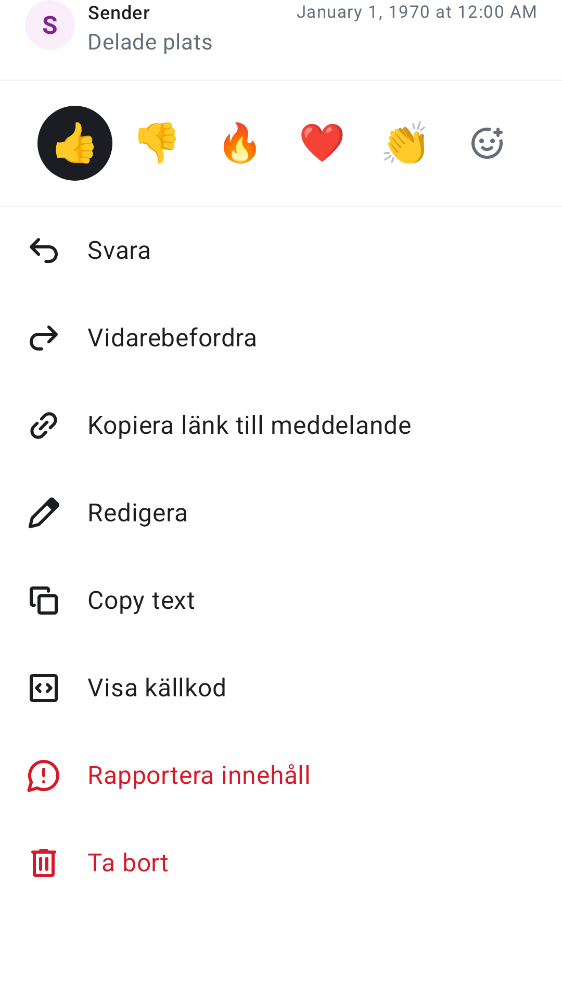 S
Sender
January 1, 1970 at 12:00 AM
Delade plats
Svara
Vidarebefordra
Kopiera länk till meddelande
Redigera
Copy text
Visa källkod
Rapportera innehåll
Ta bort